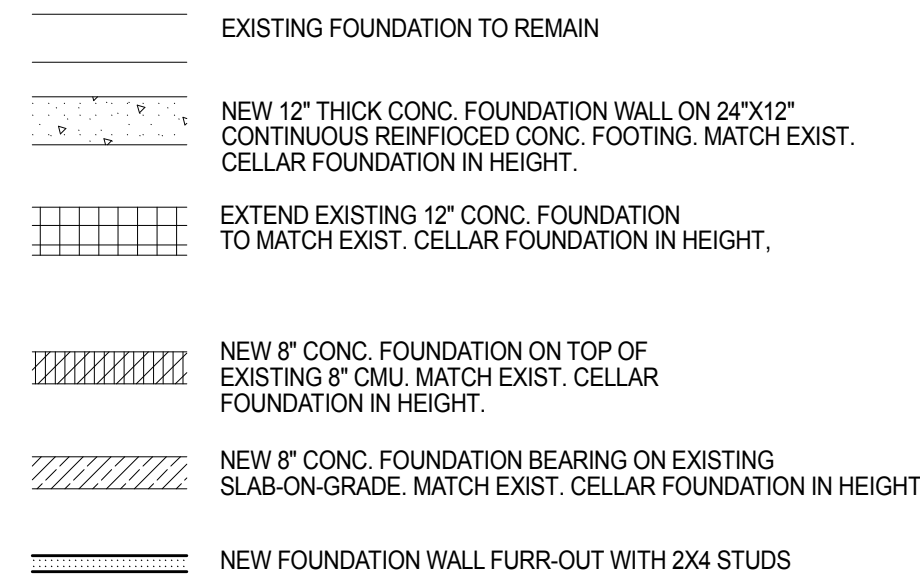 EXISTING FOUNDATION TO REMAIN
NEW 12" THICK CONC. FOUNDATION WALL ON 24"X12"
CONTINUOUS REINFIOCED CONC. FOOTING. MATCH EXIST.
CELLAR FOUNDATION IN HEIGHT.
EXTEND EXISTING 12" CONC. FOUNDATION
TO MATCH EXIST. CELLAR FOUNDATION IN HEIGHT,
NEW 8" CONC. FOUNDATION ON TOP OF
EXISTING 8" CMU. MATCH EXIST. CELLAR
FOUNDATION IN HEIGHT.
NEW 8" CONC. FOUNDATION BEARING ON EXISTING
SLAB-ON-GRADE. MATCH EXIST. CELLAR FOUNDATION IN HEIGHT
NEW FOUNDATION WALL FURR-OUT WITH 2X4 STUDS